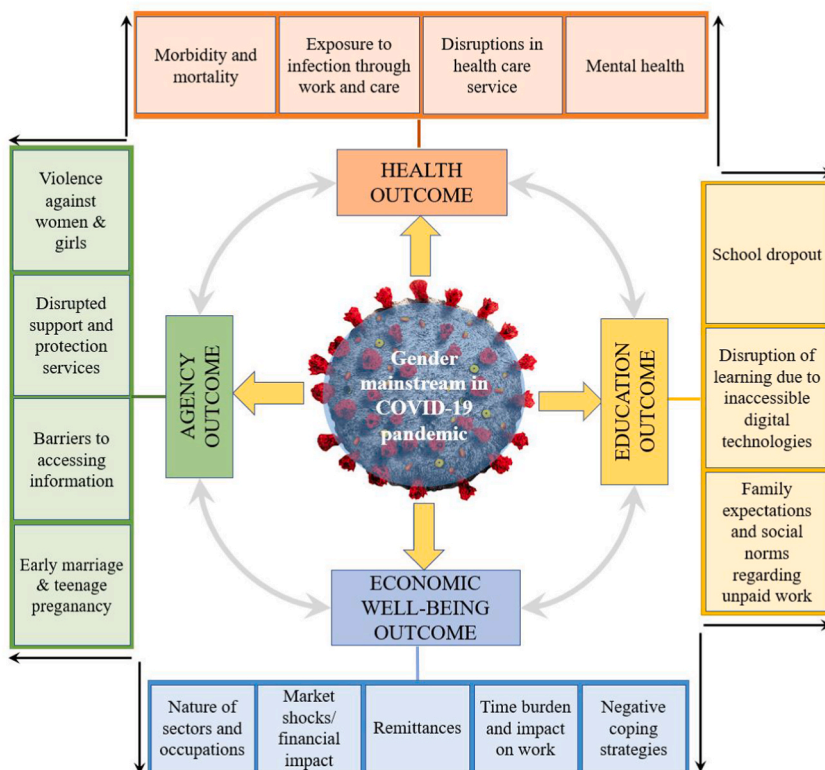 Morbidity and
mortality
Exposure to
infection through
work and care
Disruptions in
health care
service
Mental health
HEALTH
OUTCOME
Violence
against
women &
girls
Disrupted
support and
protection
services
Barriers to
accessing
information
Early marriage
& teenage
preganancy
AGENCY
OUTCOME
Gender
mainstream in
COVID-19
pandemic
EDUCATION
OUTCOME
School dropout
Disruption of
learning due to
inaccessible
digital
technologies
Family
expectations
and social
norms
regarding
unpaid work
ECONOMIC
WELL-BEING
OUTCOME
Nature of
sectors and
occupations
Market
shocks/
financial
impact
Remittances
Time burden
and impact
on work
Negative
coping
strategies